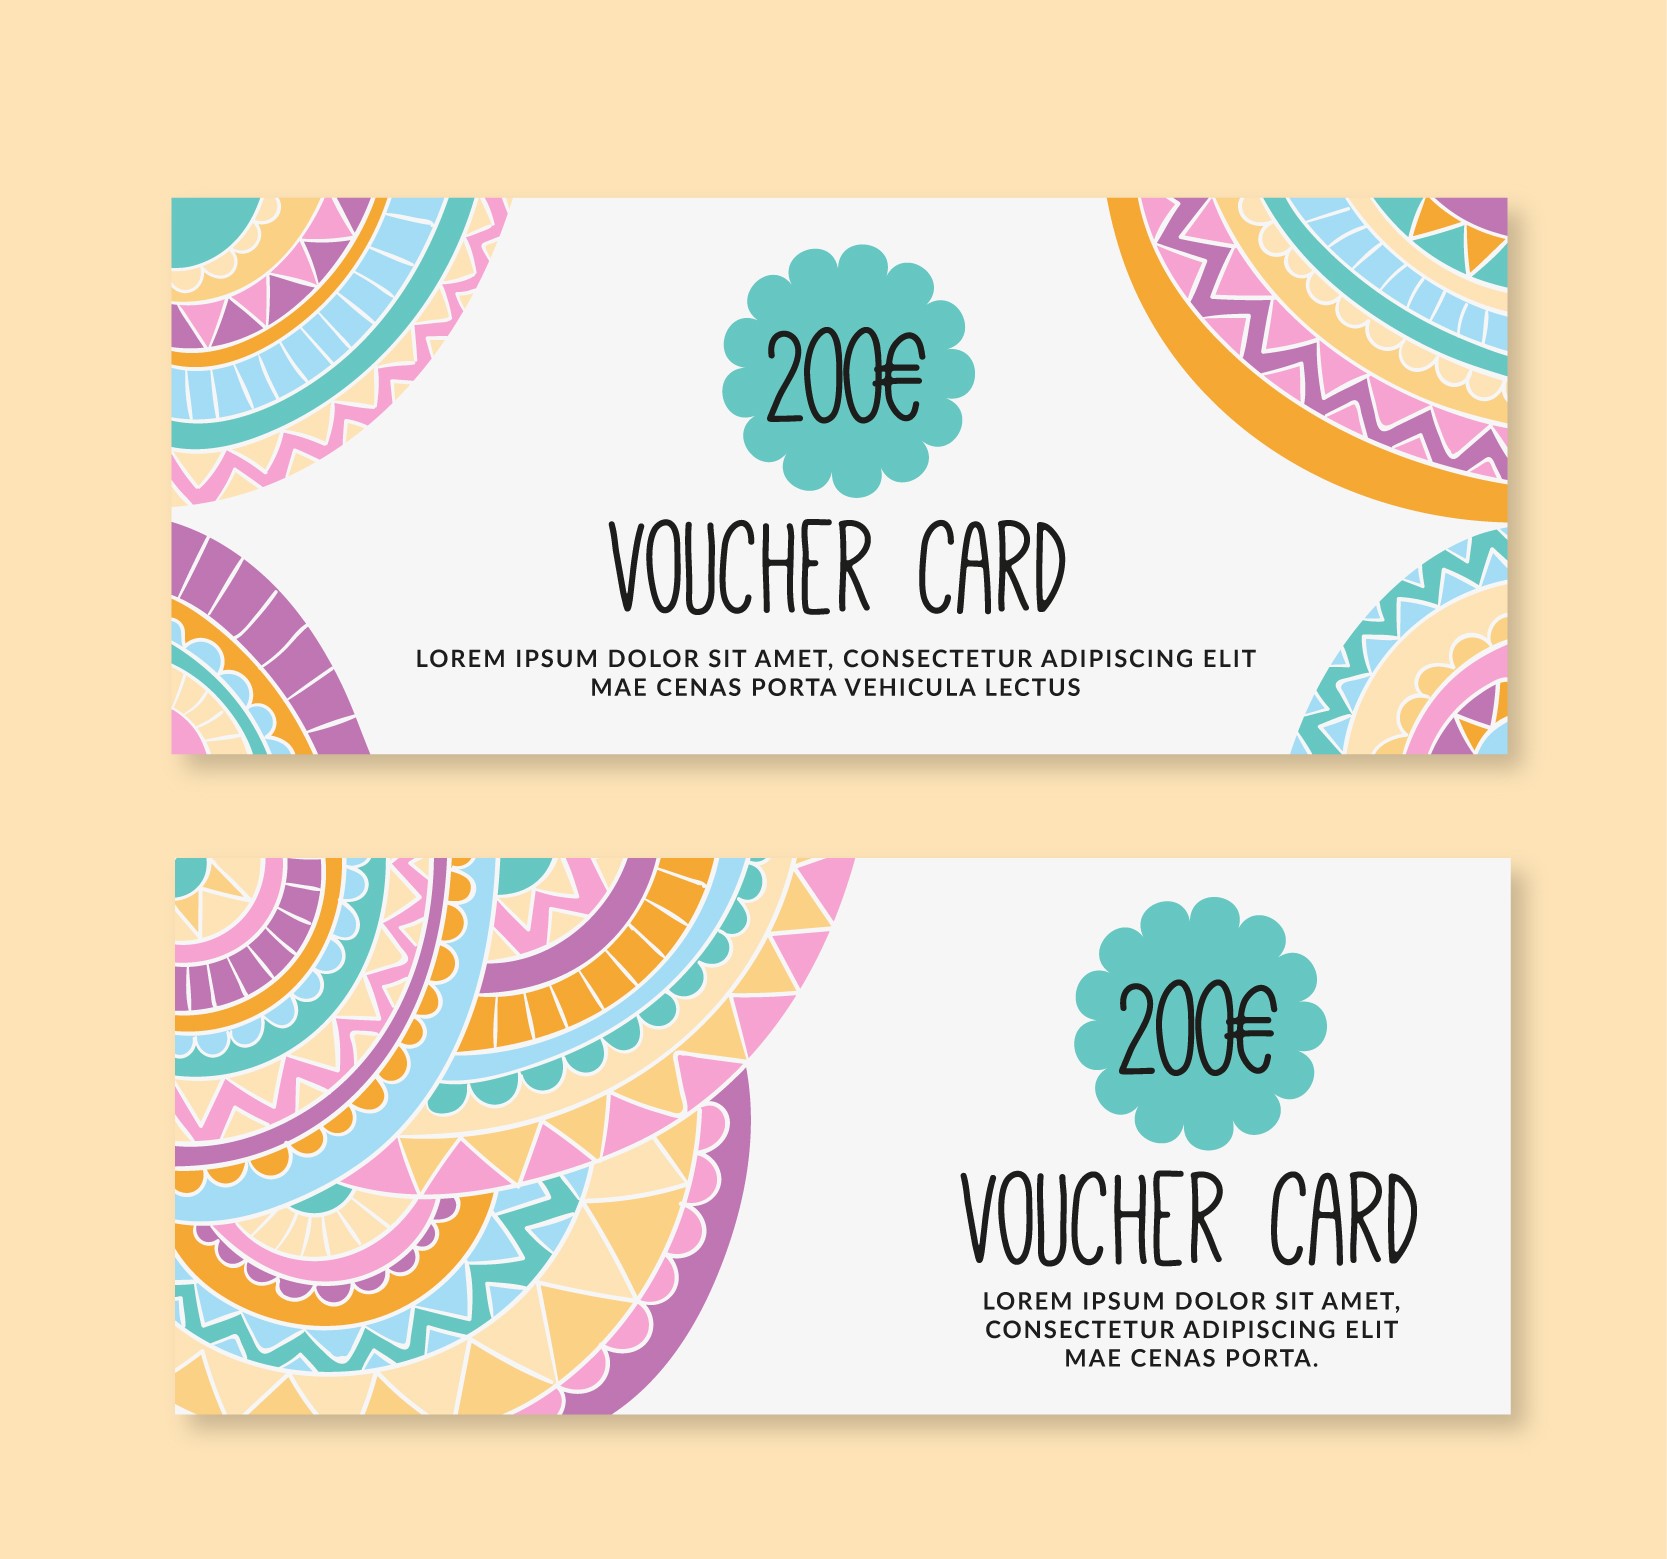 200€
VOUCHER CARD
LOREM IPSUM DOLOR SIT AMET, CONSECTETUR ADIPISCING ELIT
MAE CENAS PORTA VEHICULA LECTUS
200€
VOUCHER CARD
LOREM IPSUM DOLOR SIT AMET,
CONSECTETUR ADIPISCING ELIT
MAE CENAS PORTA.